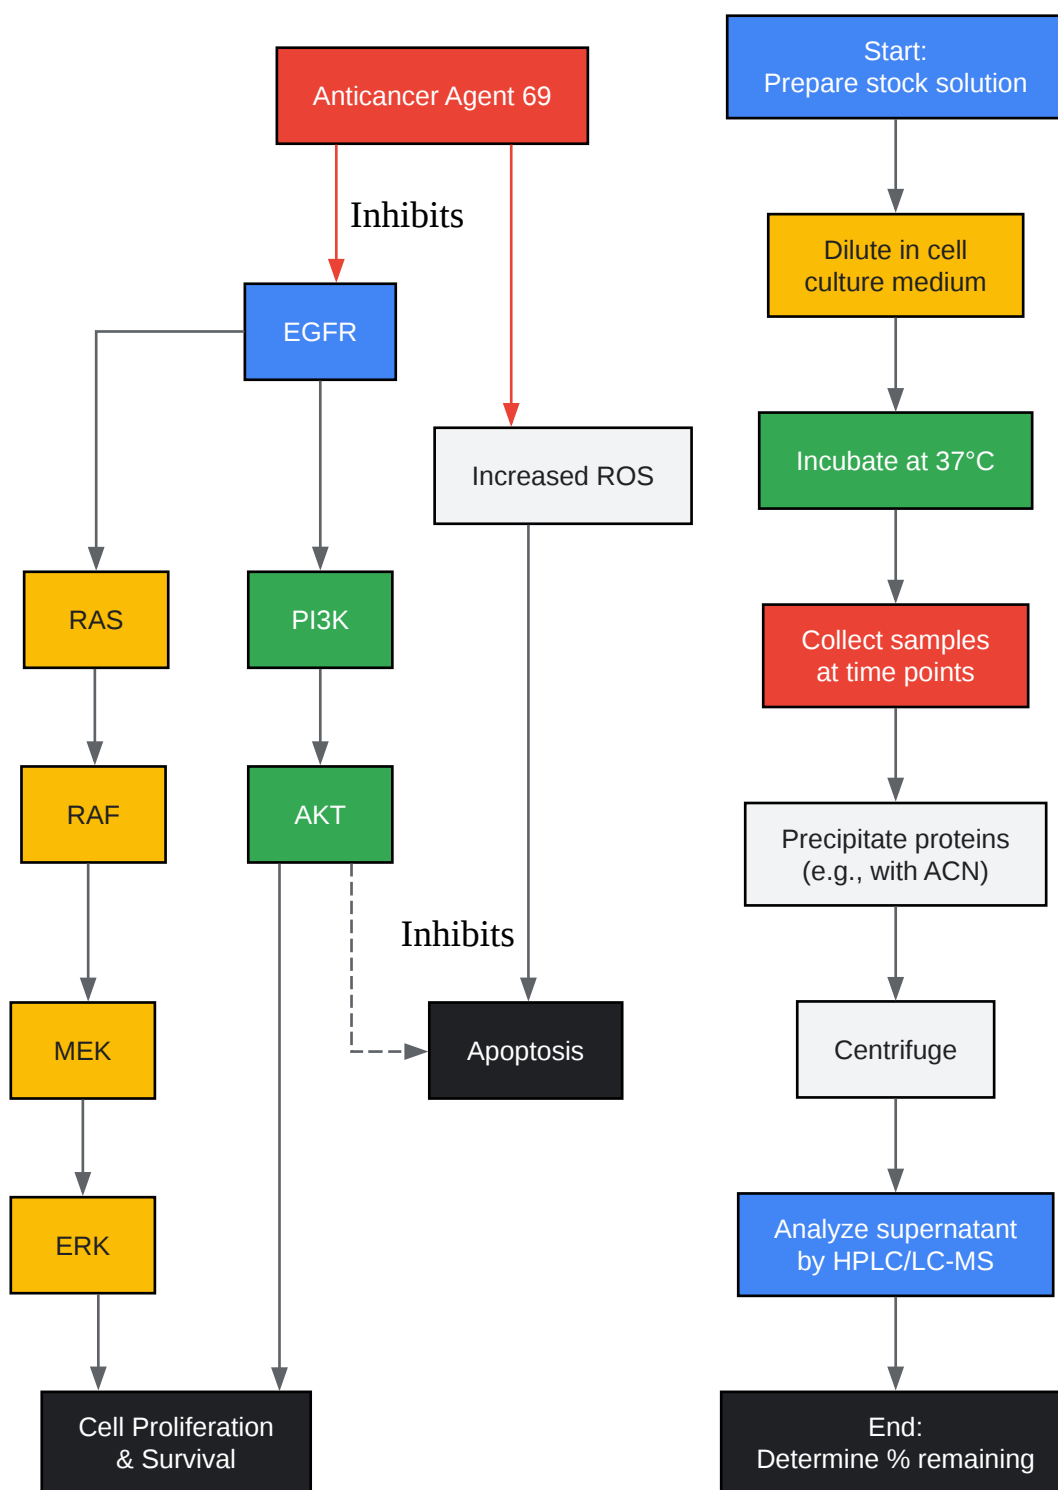 Anticancer Agent 69
Inhibits
EGFR
Increased ROS
RAS
PI3K
RAF
AKT
Inhibits
MEK
Apoptosis
ERK
Cell Proliferation
& Survival
Start:
Prepare stock solution
Dilute in cell
culture medium
Incubate at 37°C
Collect samples
at time points
Precipitate proteins
(e.g., with ACN)
Centrifuge
Analyze supernatant
by HPLC/LC-MS
End:
Determine % remaining